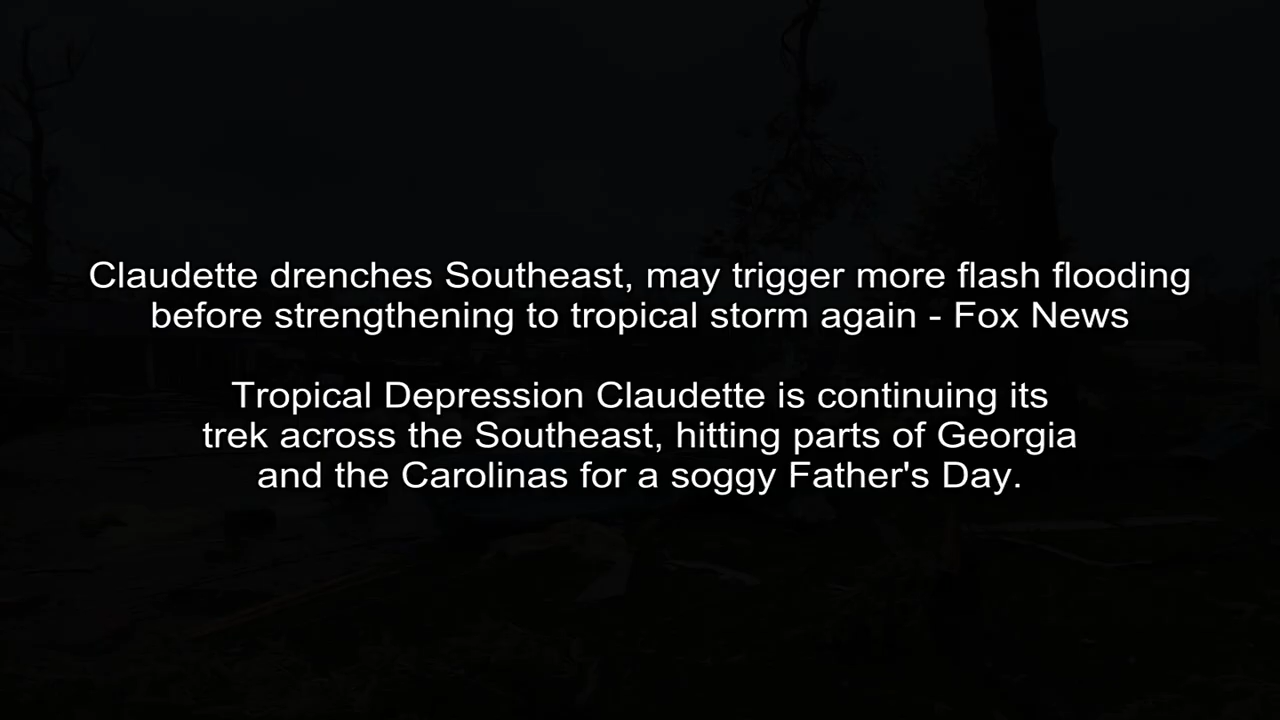 Claudette drenches Southeast, may trigger more flash flooding
before strengthening to tropical storm again - Fox News
Tropical Depression Claudette is continuing its
trek across the Southeast, hitting parts of Georgia
and the Carolinas for a soggy Father's Day.